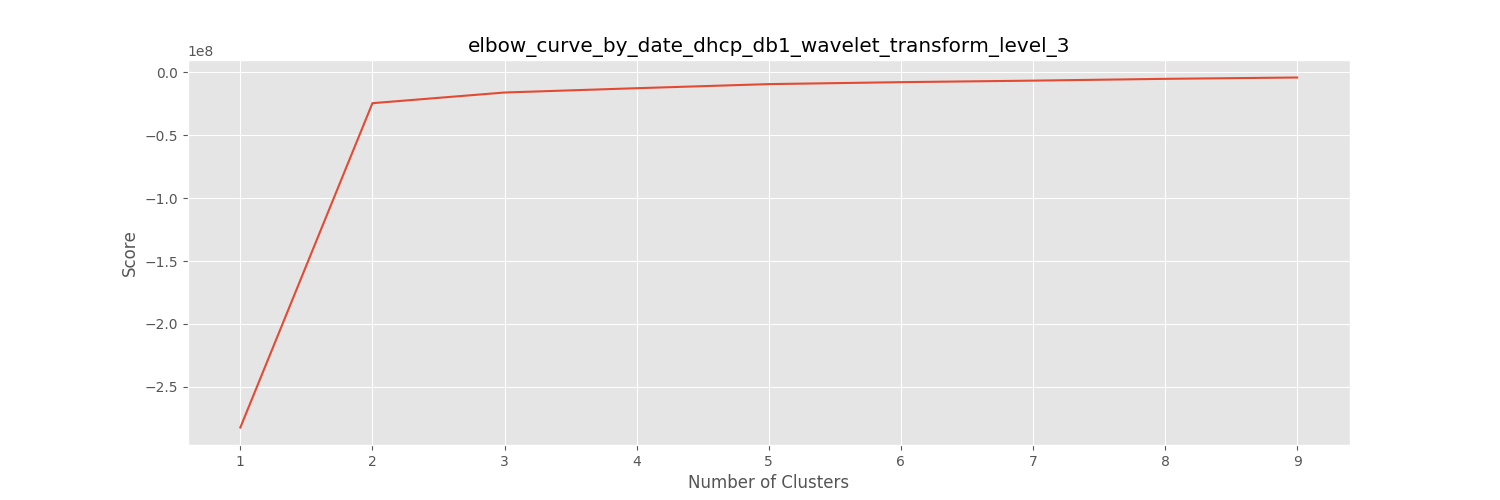 elbow_curve_by_date_dhcp_db1_wavelet_transform_level_3
1e8
0.0
−0.5
−1.0
−1.5
−2.0
−2.5
Score
1 2 3 4 5 6 7 8 9
Number of Clusters